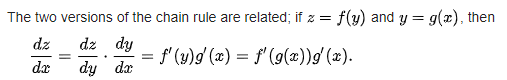 The two versions of the chain rule are related; if z = f(y) and y = g(x), then
dz/dx = dz/dy · dy/dx = f′(y)g′(x) = f′(g(x))g′(x).